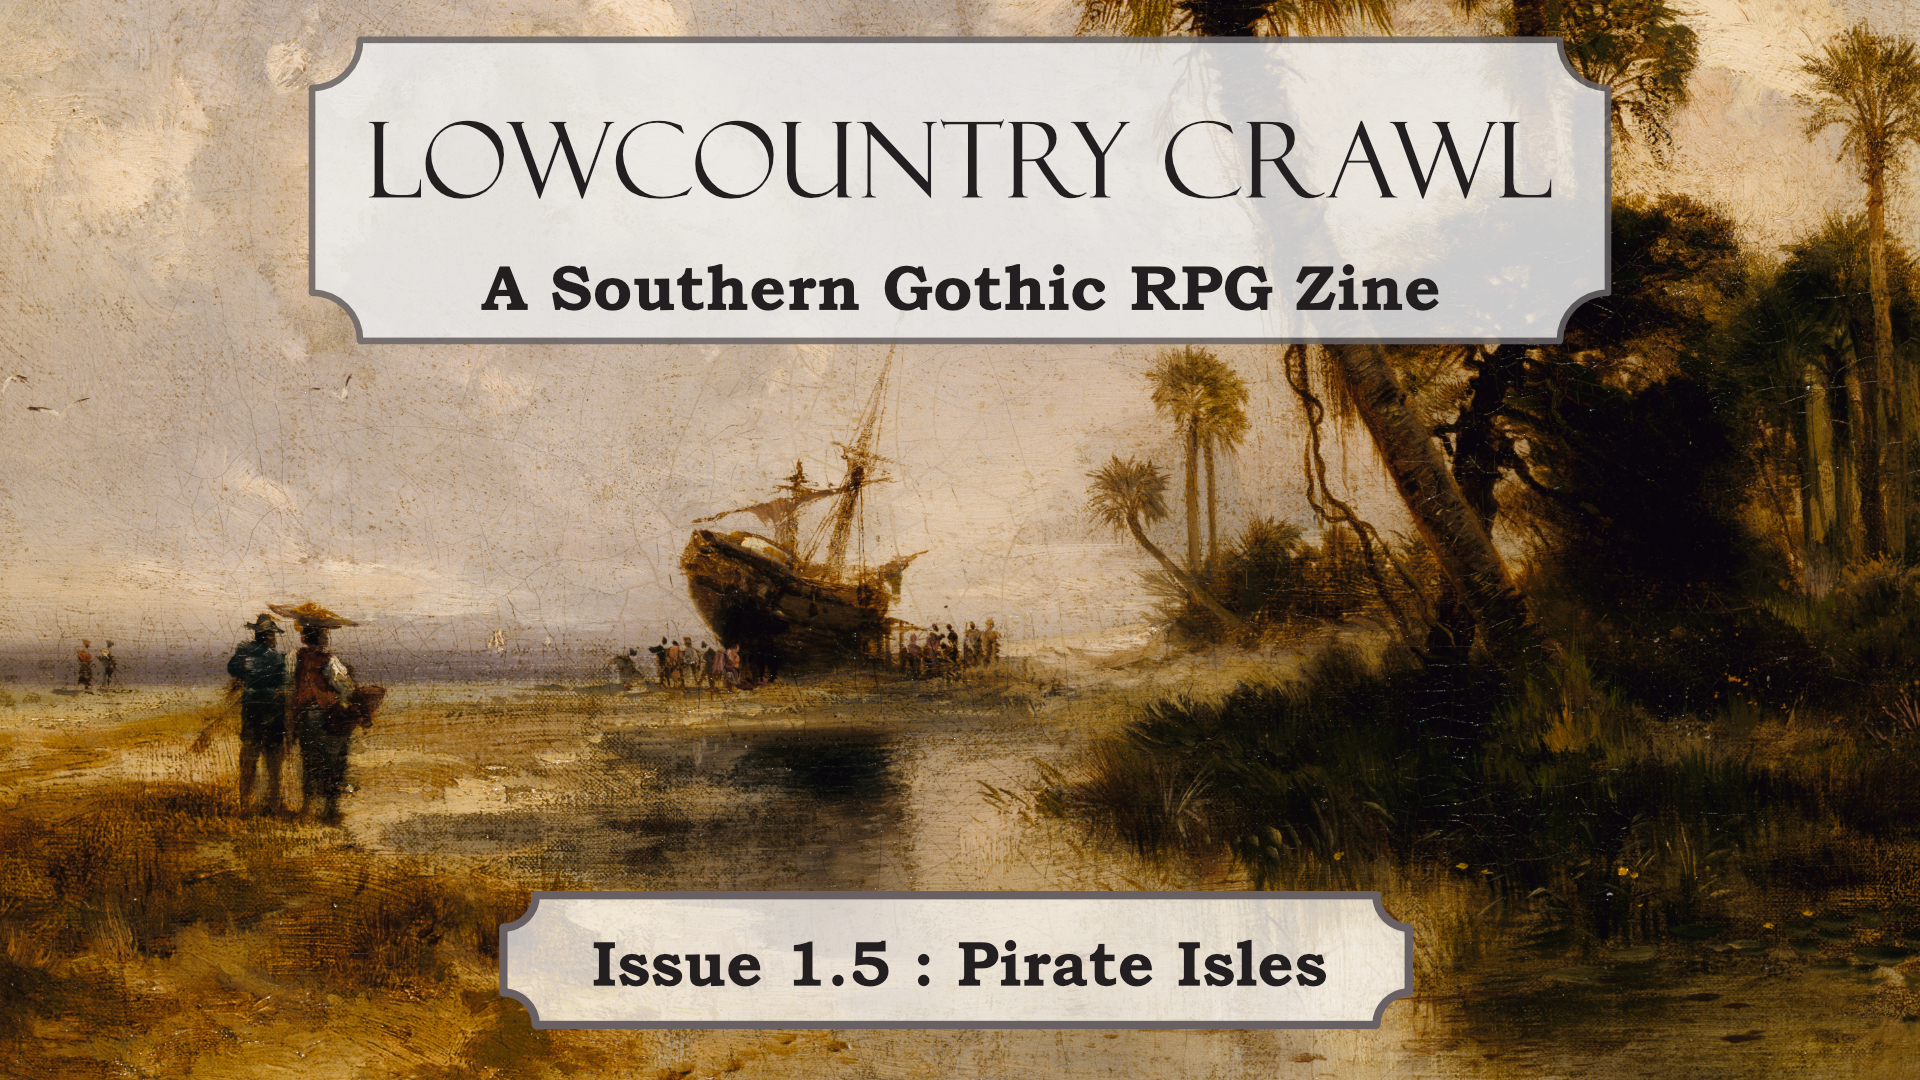 LOWCOUNTRY CRAWL
A Southern Gothic RPG Zine
Issue 1.5 : Pirate Isles